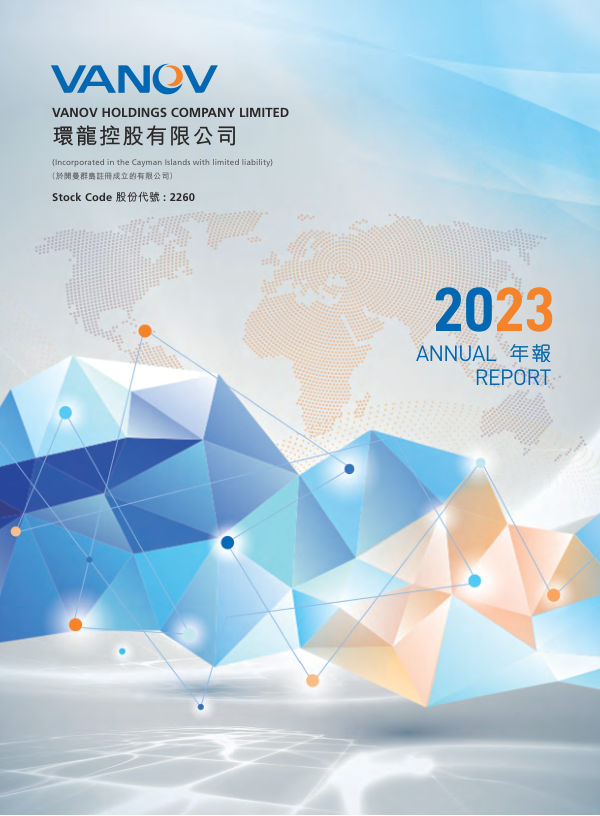 VANOV
VANOV HOLDINGS COMPANY LIMITED
環龍控股有限公司
(Incorporated in the Cayman Islands with limited liability)
(於開曼群島註冊成立的有限公司)
Stock Code 股份代號 : 2260
2023
ANNUAL 年報
REPORT